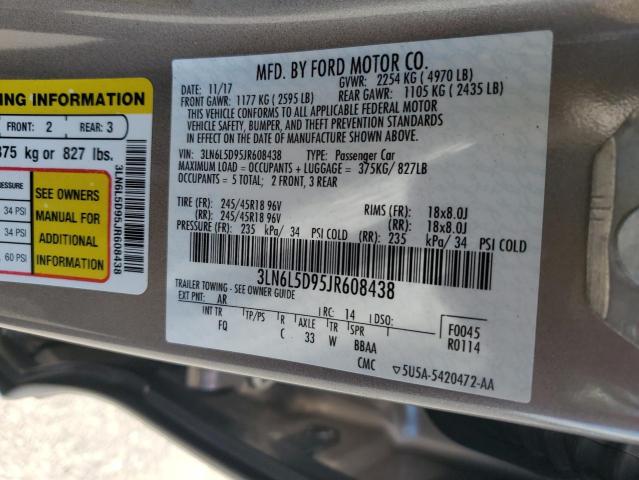 NG INFORMATION
FRONT: 2 REAR: 3
375 kg or 827 lbs.
PRESSURE
34 PSI
34 PSI
60 PSI
SEE OWNERS
MANUAL FOR
ADDITIONAL
INFORMATION
3LN6L5D95JR608438
MFD. BY FORD MOTOR CO.
DATE: 11/17 GVWR: 2254 KG ( 4970 LB)
FRONT GAWR: 1177 KG ( 2595 LB) REAR GAWR: 1105 KG ( 2435 LB)
THIS VEHICLE CONFORMS TO ALL APPLICABLE FEDERAL MOTOR
VEHICLE SAFETY, BUMPER, AND THEFT PREVENTION STANDARDS
IN EFFECT ON THE DATE OF MANUFACTURE SHOWN ABOVE.
VIN: 3LN6L5D95JR608438 TYPE: Passenger Car
MAXIMUM LOAD = OCCUPANTS + LUGGAGE = 375KG/ 827LB
OCCUPANTS = 5 TOTAL; 2 FRONT, 3 REAR
TIRE (FR): 245/45R18 96V RIMS (FR): 18x8.0J
(RR): 245/45R18 96V (RR): 18x8.0J
PRESSURE (FR): 235 kPa/ 34 PSI COLD (RR): 235 kPa/ 34 PSI COLD
3LN6L5D95JR608438
TRAILER TOWING - SEE OWNER GUIDE
EXT PNT: AR RC: 14 DSO: F0045
INT TR TP/PS R AXLE TR SPR R0114
FQ C 33 W BBAA
CMC ▽5U5A-5420472-AA